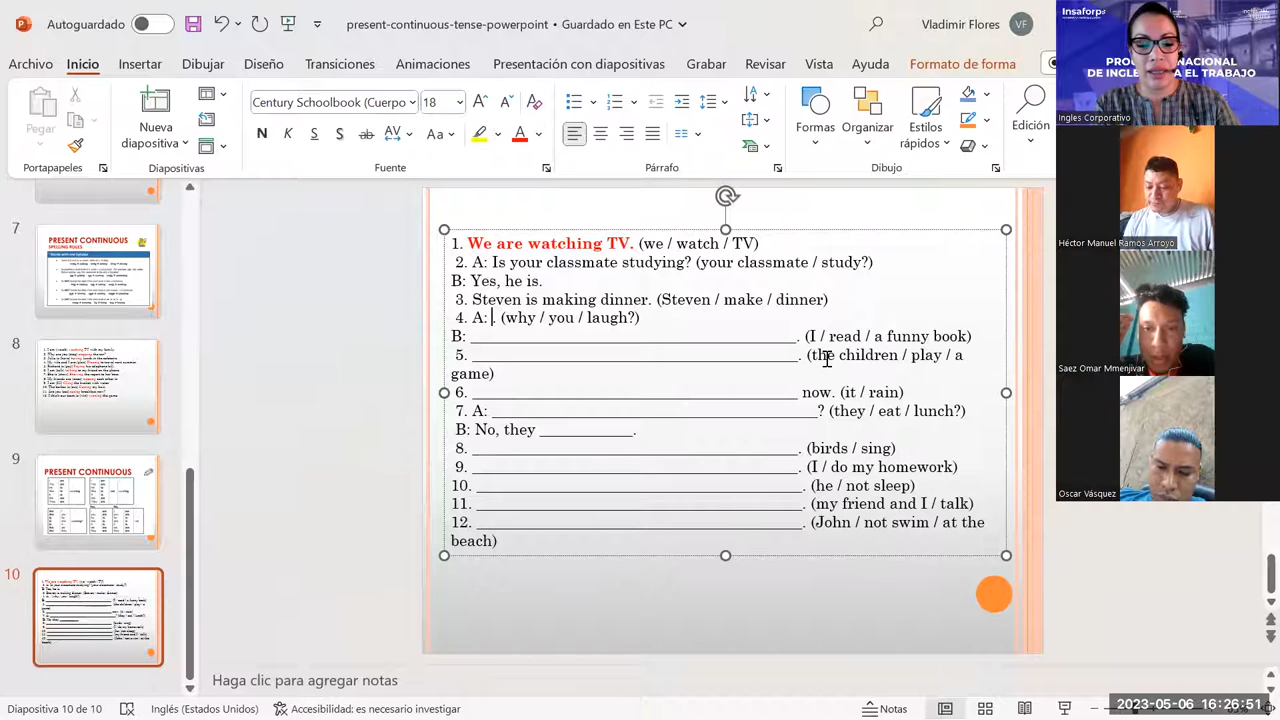 Autoguardado
present-continuous-tense-powerpoint • Guardado en Este PC
Vladimir Flores
VF
Archivo Inicio Insertar Dibujar Diseño Transiciones Animaciones Presentación con diapositivas Grabar Revisar Vista Ayuda Formato de forma
Pegar
Nueva
diapositiva
Century Schoolbook (Cuerpo 18
Formas Organizar Estilos
rápidos
Edición
Portapapeles Diapositivas Fuente Párrafo Dibujo
7
PRESENT CONTINUOUS
SPELLING RULES
8
9
PRESENT CONTINUOUS
10
1. We are watching TV. (we / watch / TV)
2. A: Is your classmate studying? (your classmate / study?)
B: Yes, he is.
3. Steven is making dinner. (Steven / make / dinner)
4. A: . (why / you / laugh?)
B: ______________________________. (I / read / a funny book)
5. ______________________________. (the children / play / a
game)
6. ______________________________ now. (it / rain)
7. A: ______________________________? (they / eat / lunch?)
B: No, they ____________.
8. ______________________________. (birds / sing)
9. ______________________________. (I / do my homework)
10. ______________________________. (he / not sleep)
11. ______________________________. (my friend and I / talk)
12. ______________________________. (John / not swim / at the
beach)
Haga clic para agregar notas
Diapositiva 10 de 10
Inglés (Estados Unidos)
Accesibilidad: es necesario investigar
Notas
2023-05-06 16:26:51
Insaforp
Ingles Corporativo
Héctor Manuel Ramos Arroyo
Saez Omar Mmenjivar
Oscar Vásquez